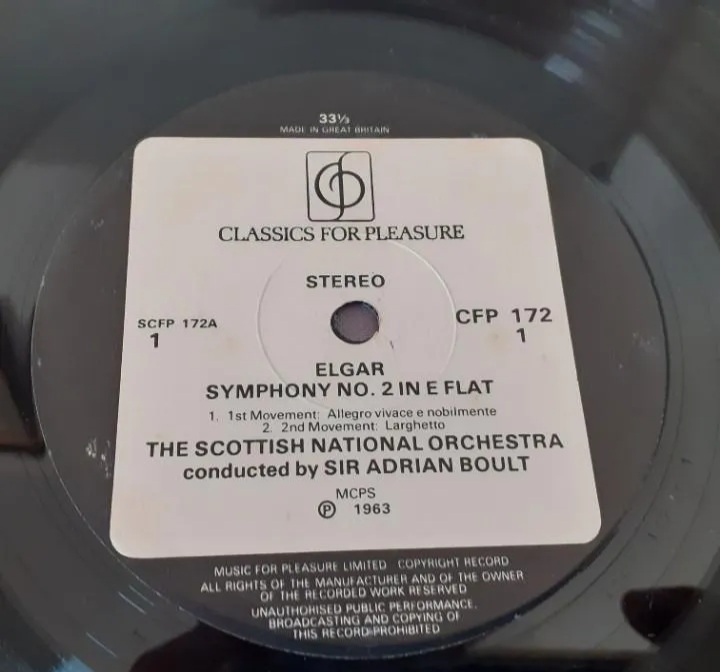 33⅓
MADE IN GREAT BRITAIN
CLASSICS FOR PLEASURE
STEREO
SCFP 172A
1
CFP 172
1
ELGAR
SYMPHONY NO. 2 IN E FLAT
1. 1st Movement: Allegro vivace e nobilmente
2. 2nd Movement: Larghetto
THE SCOTTISH NATIONAL ORCHESTRA
conducted by SIR ADRIAN BOULT
MCPS
℗ 1963
MUSIC FOR PLEASURE LIMITED COPYRIGHT RECORD
ALL RIGHTS OF THE MANUFACTURER AND OF THE OWNER
OF THE RECORDED WORK RESERVED
UNAUTHORISED PUBLIC PERFORMANCE,
BROADCASTING AND COPYING OF
THIS RECORD PROHIBITED